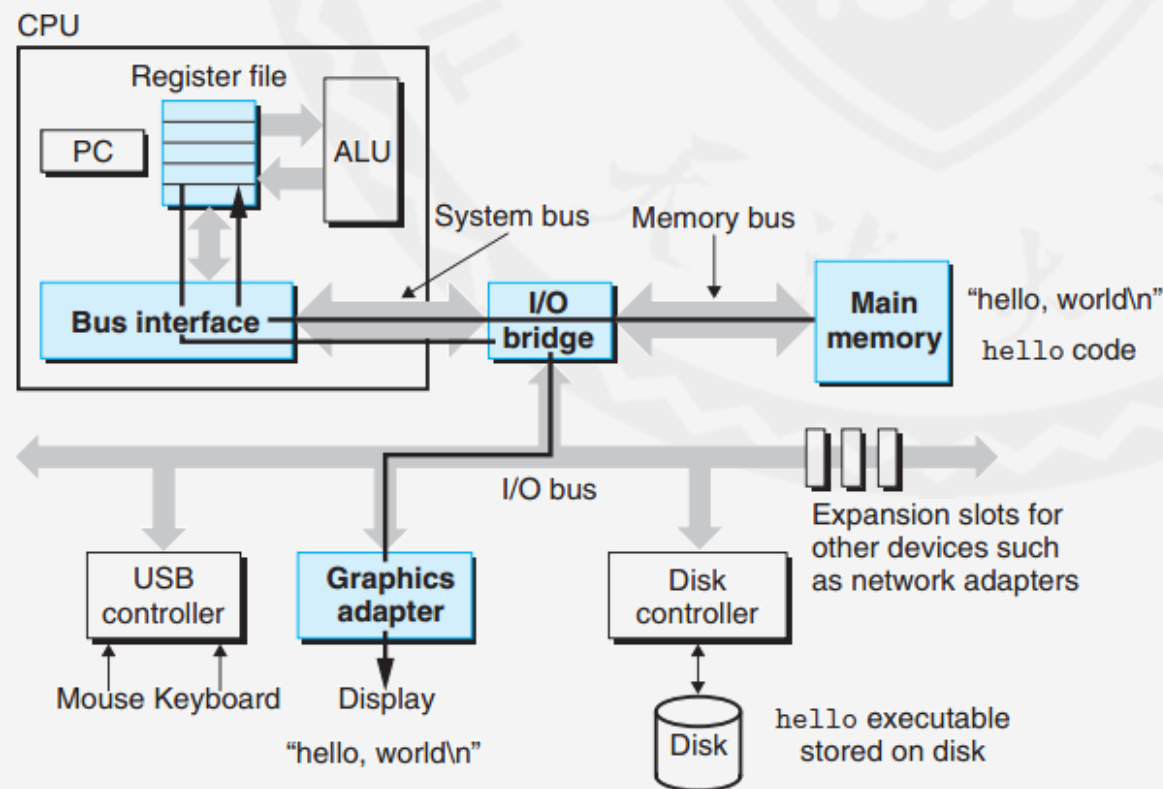 CPU
Register file
PC
ALU
System bus
Memory bus
Bus interface
I/O
bridge
Main
memory
“hello, world\n”
hello code
I/O bus
Expansion slots for
other devices such
as network adapters
USB
controller
Graphics
adapter
Disk
controller
Mouse Keyboard
Display
“hello, world\n”
Disk
hello executable
stored on disk